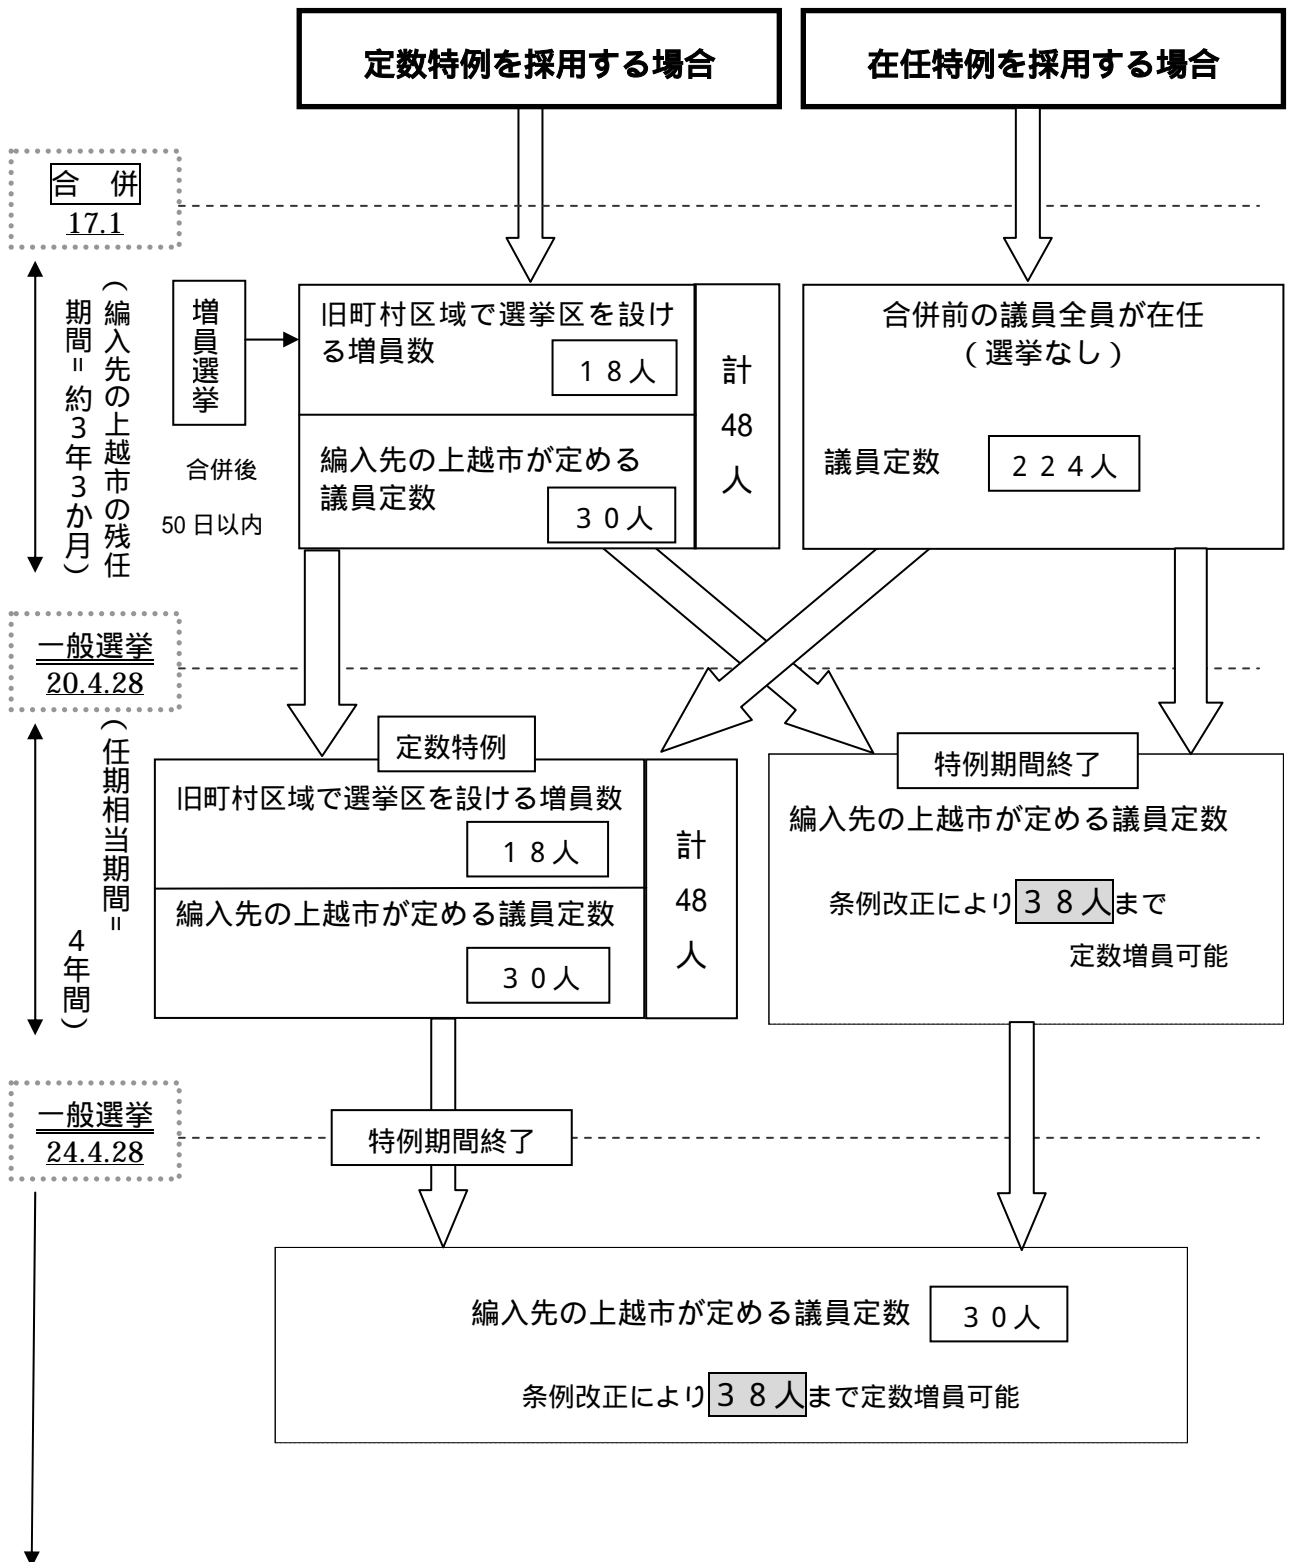 定数特例を採用する場合
在任特例を採用する場合
合　併
17.1
(編入先の上越市の残任
期間=約3年3か月)
増員選挙
合併後
50日以内
旧町村区域で選挙区を設け
る増員数
１８人
編入先の上越市が定める
議員定数
３０人
計
48
人
合併前の議員全員が在任
(選挙なし)
議員定数
２２４人
一般選挙
20.4.28
(任期相当期間=
4年間)
定数特例
旧町村区域で選挙区を設ける増員数
１８人
編入先の上越市が定める議員定数
３０人
計
48
人
特例期間終了
編入先の上越市が定める議員定数
条例改正により３８人まで
定数増員可能
一般選挙
24.4.28
特例期間終了
編入先の上越市が定める議員定数 ３０人
条例改正により３８人まで定数増員可能